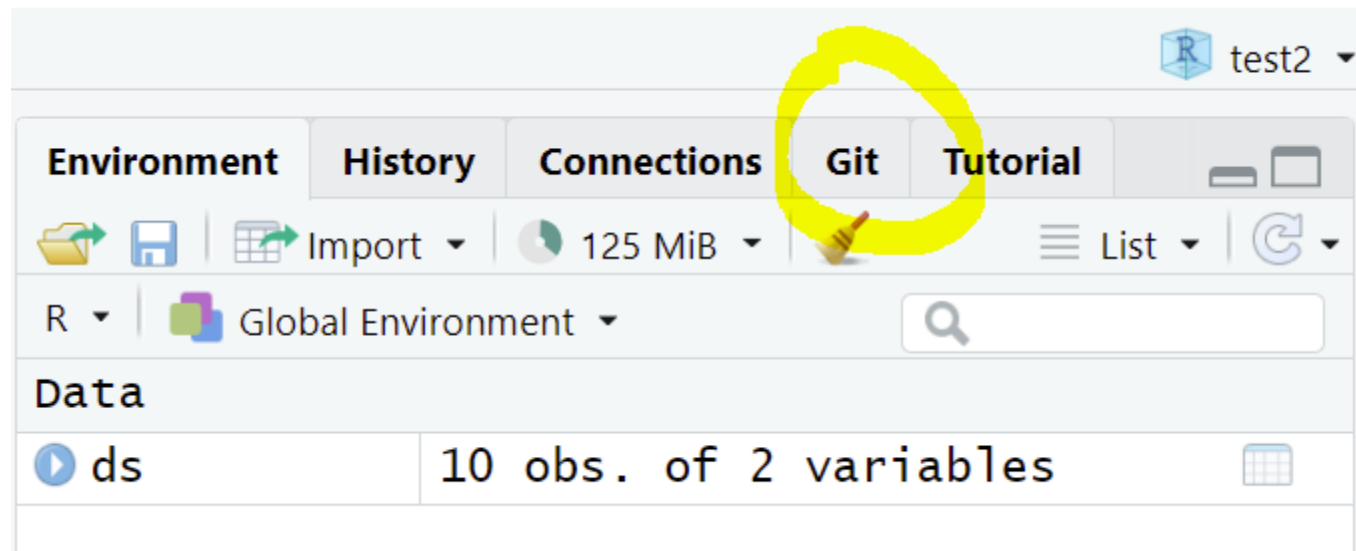 test2
Environment History Connections Git Tutorial
Import 125 MiB List
R Global Environment
Data
ds 10 obs. of 2 variables